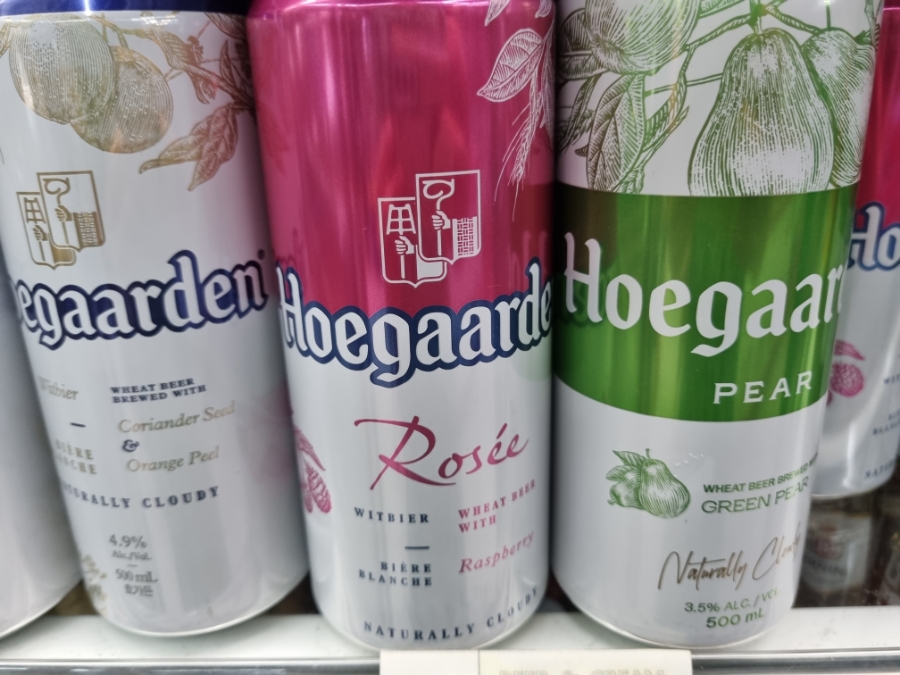 egaarden
Witbier
WHEAT BEER
BREWED WITH
Coriander Seed
&
Orange Peel
NATURALLY CLOUDY
4.9%
Alc./Vol.
500 mL
Hoegaarde
Rosée
WITBIER
WHEAT BEER
WITH
Raspberry
BIÈRE
BLANCHE
NATURALLY CLOUDY
Hoegaar
PEAR
WHEAT BEER BREWED
GREEN PEAR
Naturally Cloudy
3.5% ALC./VOL.
500 mL
Ho